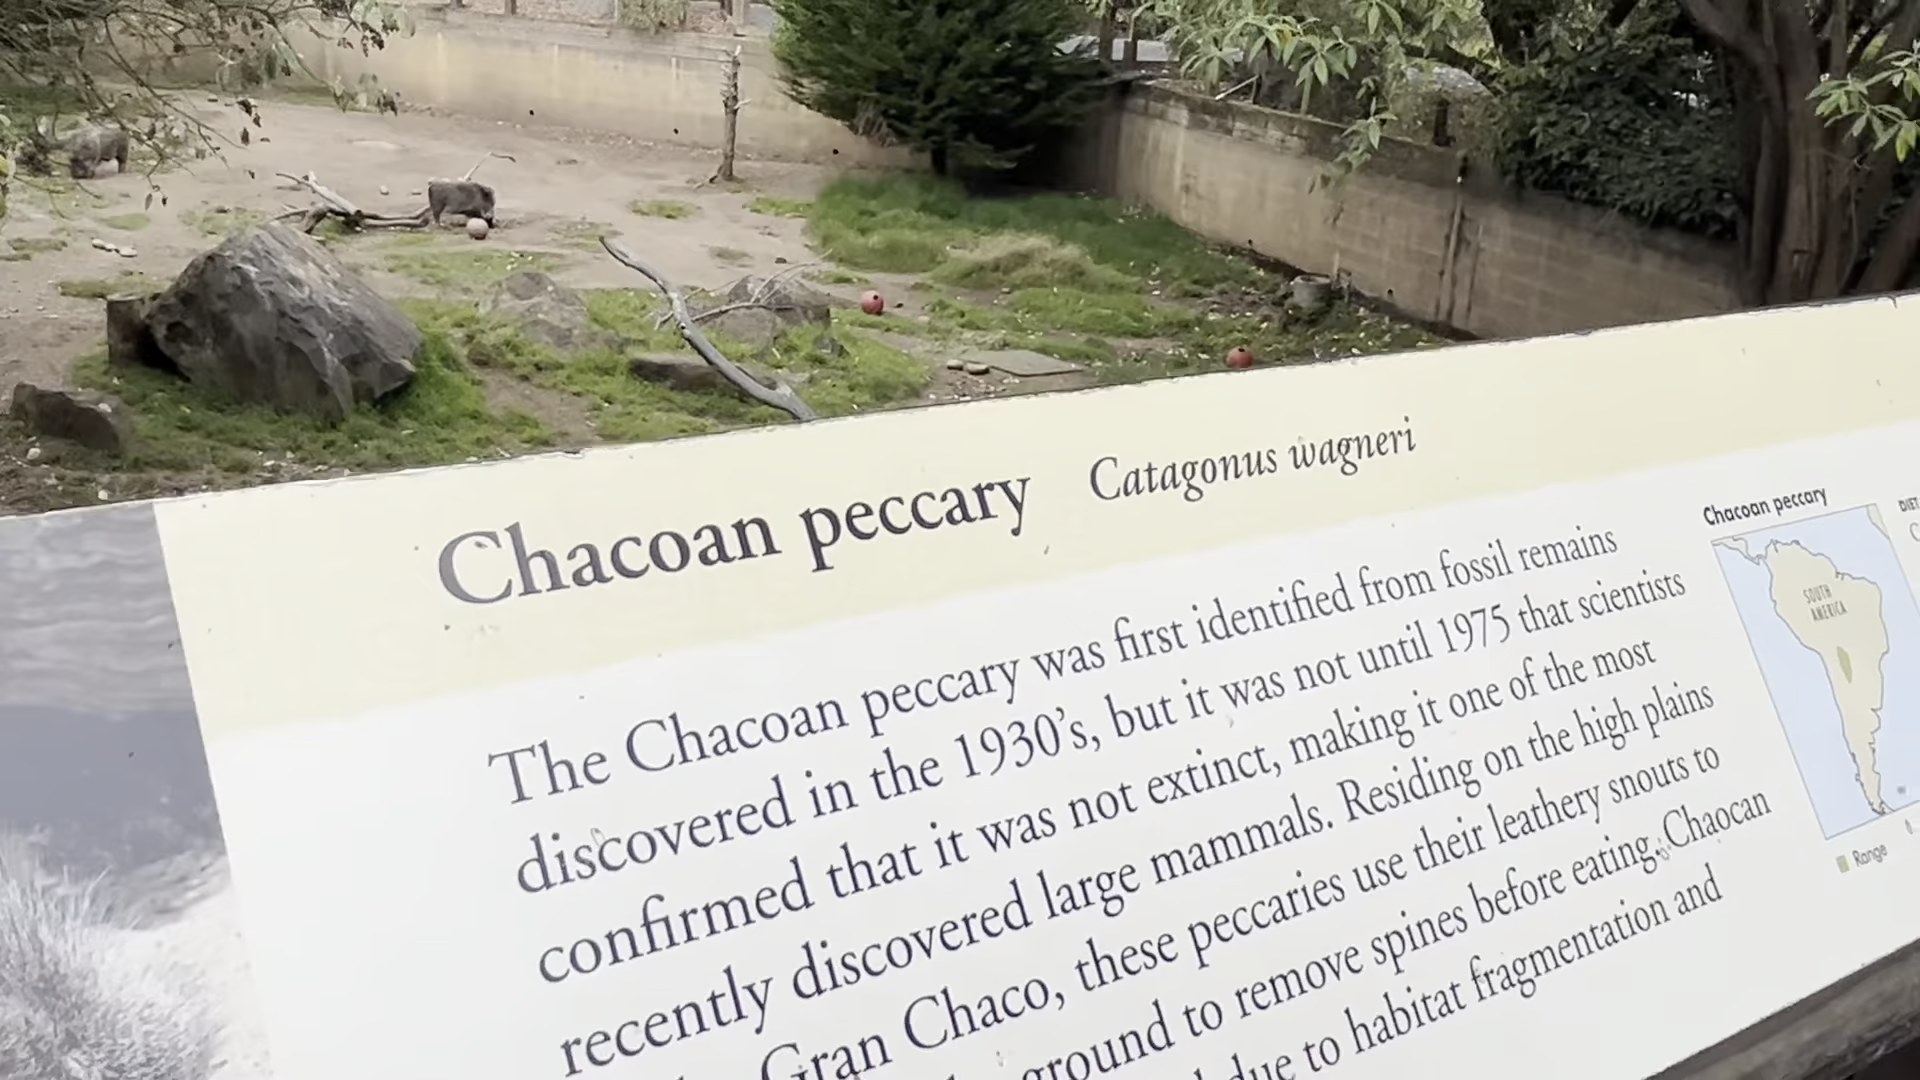 Chacoan peccary Catagonus wagneri
The Chacoan peccary was first identified from fossil remains
discovered in the 1930's, but it was not until 1975 that scientists
confirmed that it was not extinct, making it one of the most
recently discovered large mammals. Residing on the high plains
Gran Chaco, these peccaries use their leathery snouts to
ground to remove spines before eating. Chaocan
due to habitat fragmentation and
Chacoan peccary
SOUTH
AMERICA
Range
DIET